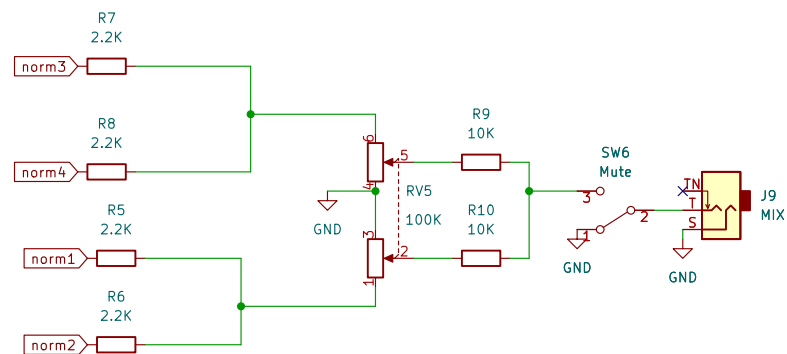 R7
2.2K
norm3
R8
2.2K
norm4
R5
2.2K
norm1
R6
2.2K
norm2
6
5
4
GND
RV5
100K
3
2
1
R9
10K
R10
10K
SW6
Mute
3
2
1
GND
TN
T
S
J9
MIX
GND